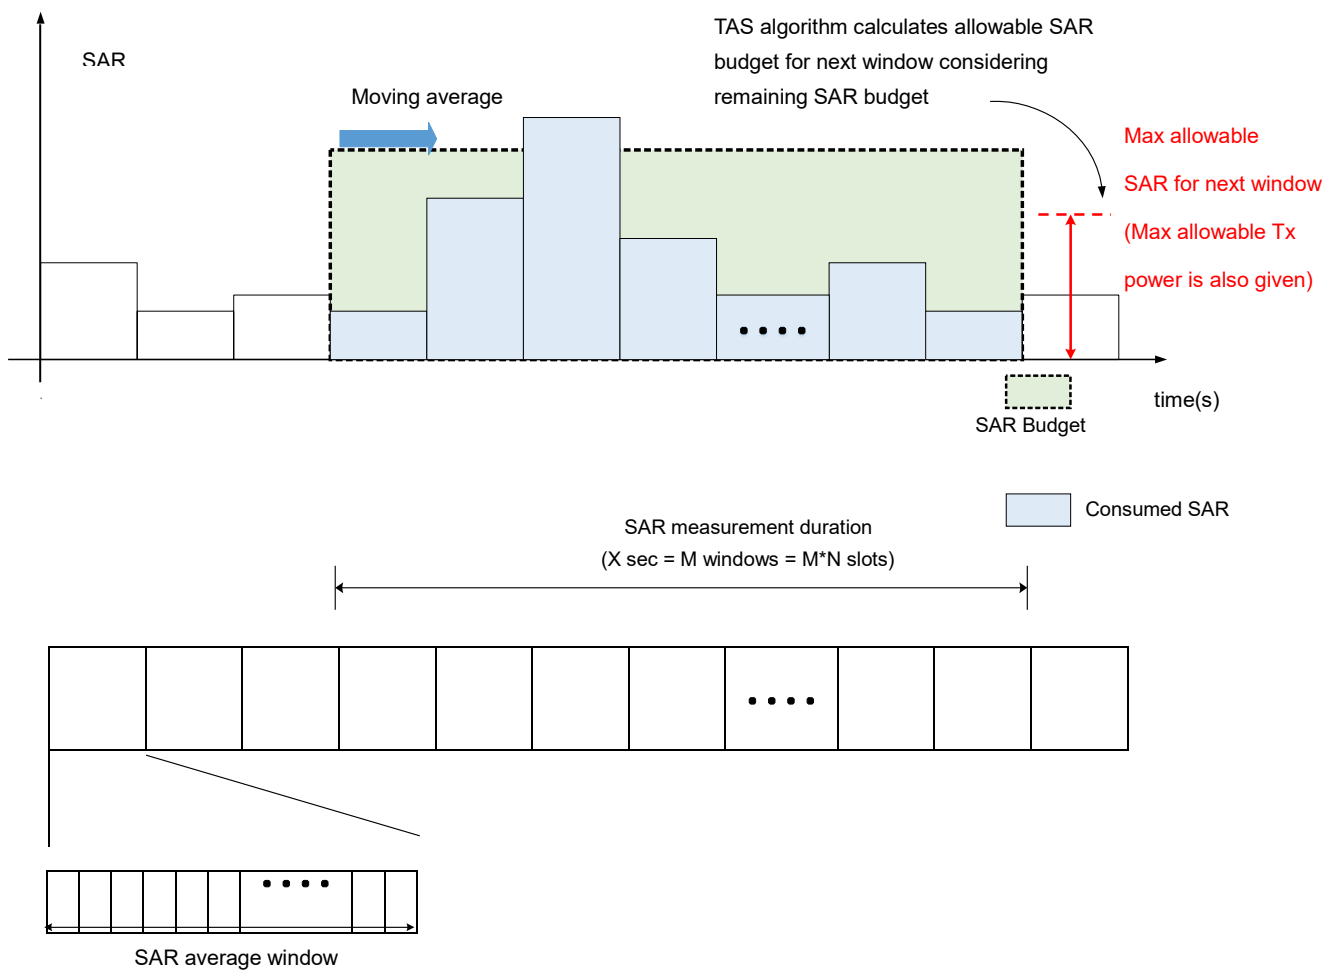 SAR
TAS algorithm calculates allowable SAR
budget for next window considering
remaining SAR budget
Moving average
Max allowable
SAR for next window
(Max allowable Tx
power is also given)
time(s)
SAR Budget
Consumed SAR
SAR measurement duration
(X sec = M windows = M*N slots)
SAR average window